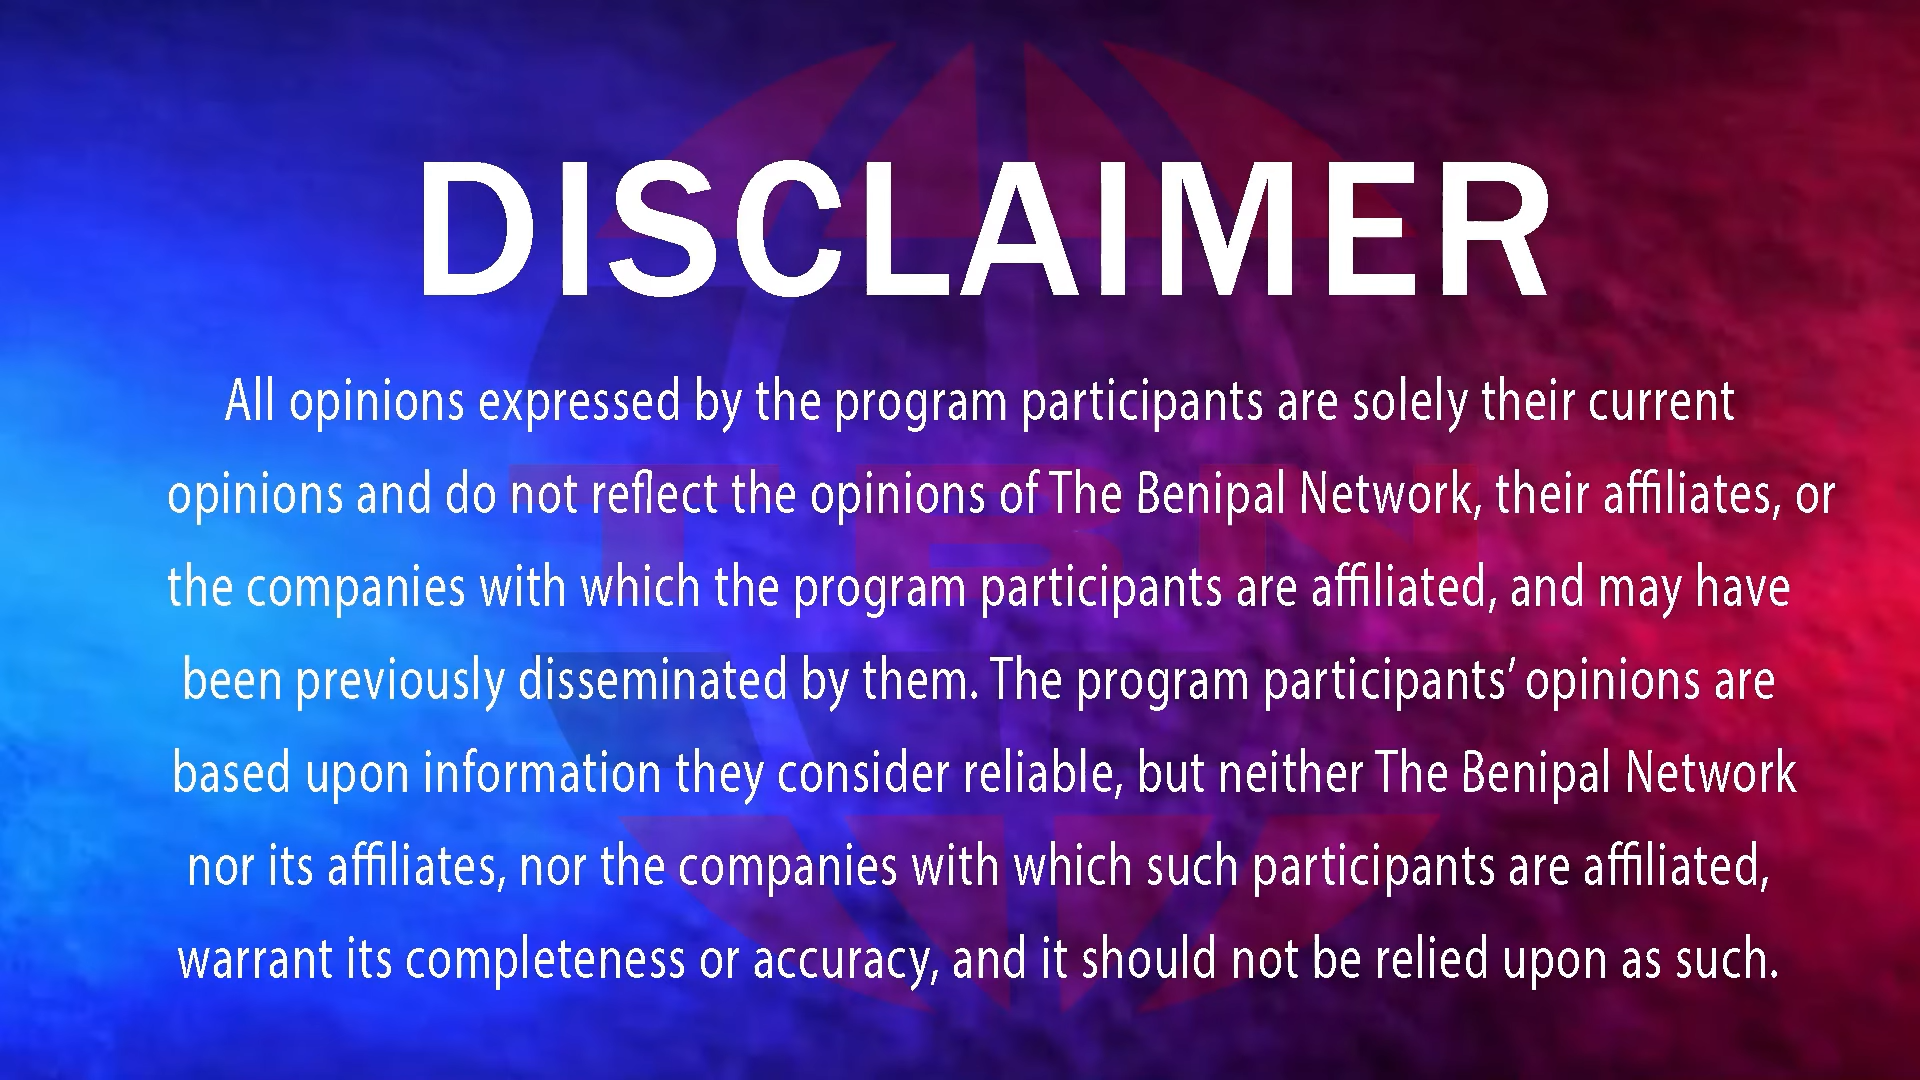 DISCLAIMER
All opinions expressed by the program participants are solely their current
opinions and do not reflect the opinions of The Benipal Network, their affiliates, or
the companies with which the program participants are affiliated, and may have
been previously disseminated by them. The program participants’ opinions are
based upon information they consider reliable, but neither The Benipal Network
nor its affiliates, nor the companies with which such participants are affiliated,
warrant its completeness or accuracy, and it should not be relied upon as such.
TBN